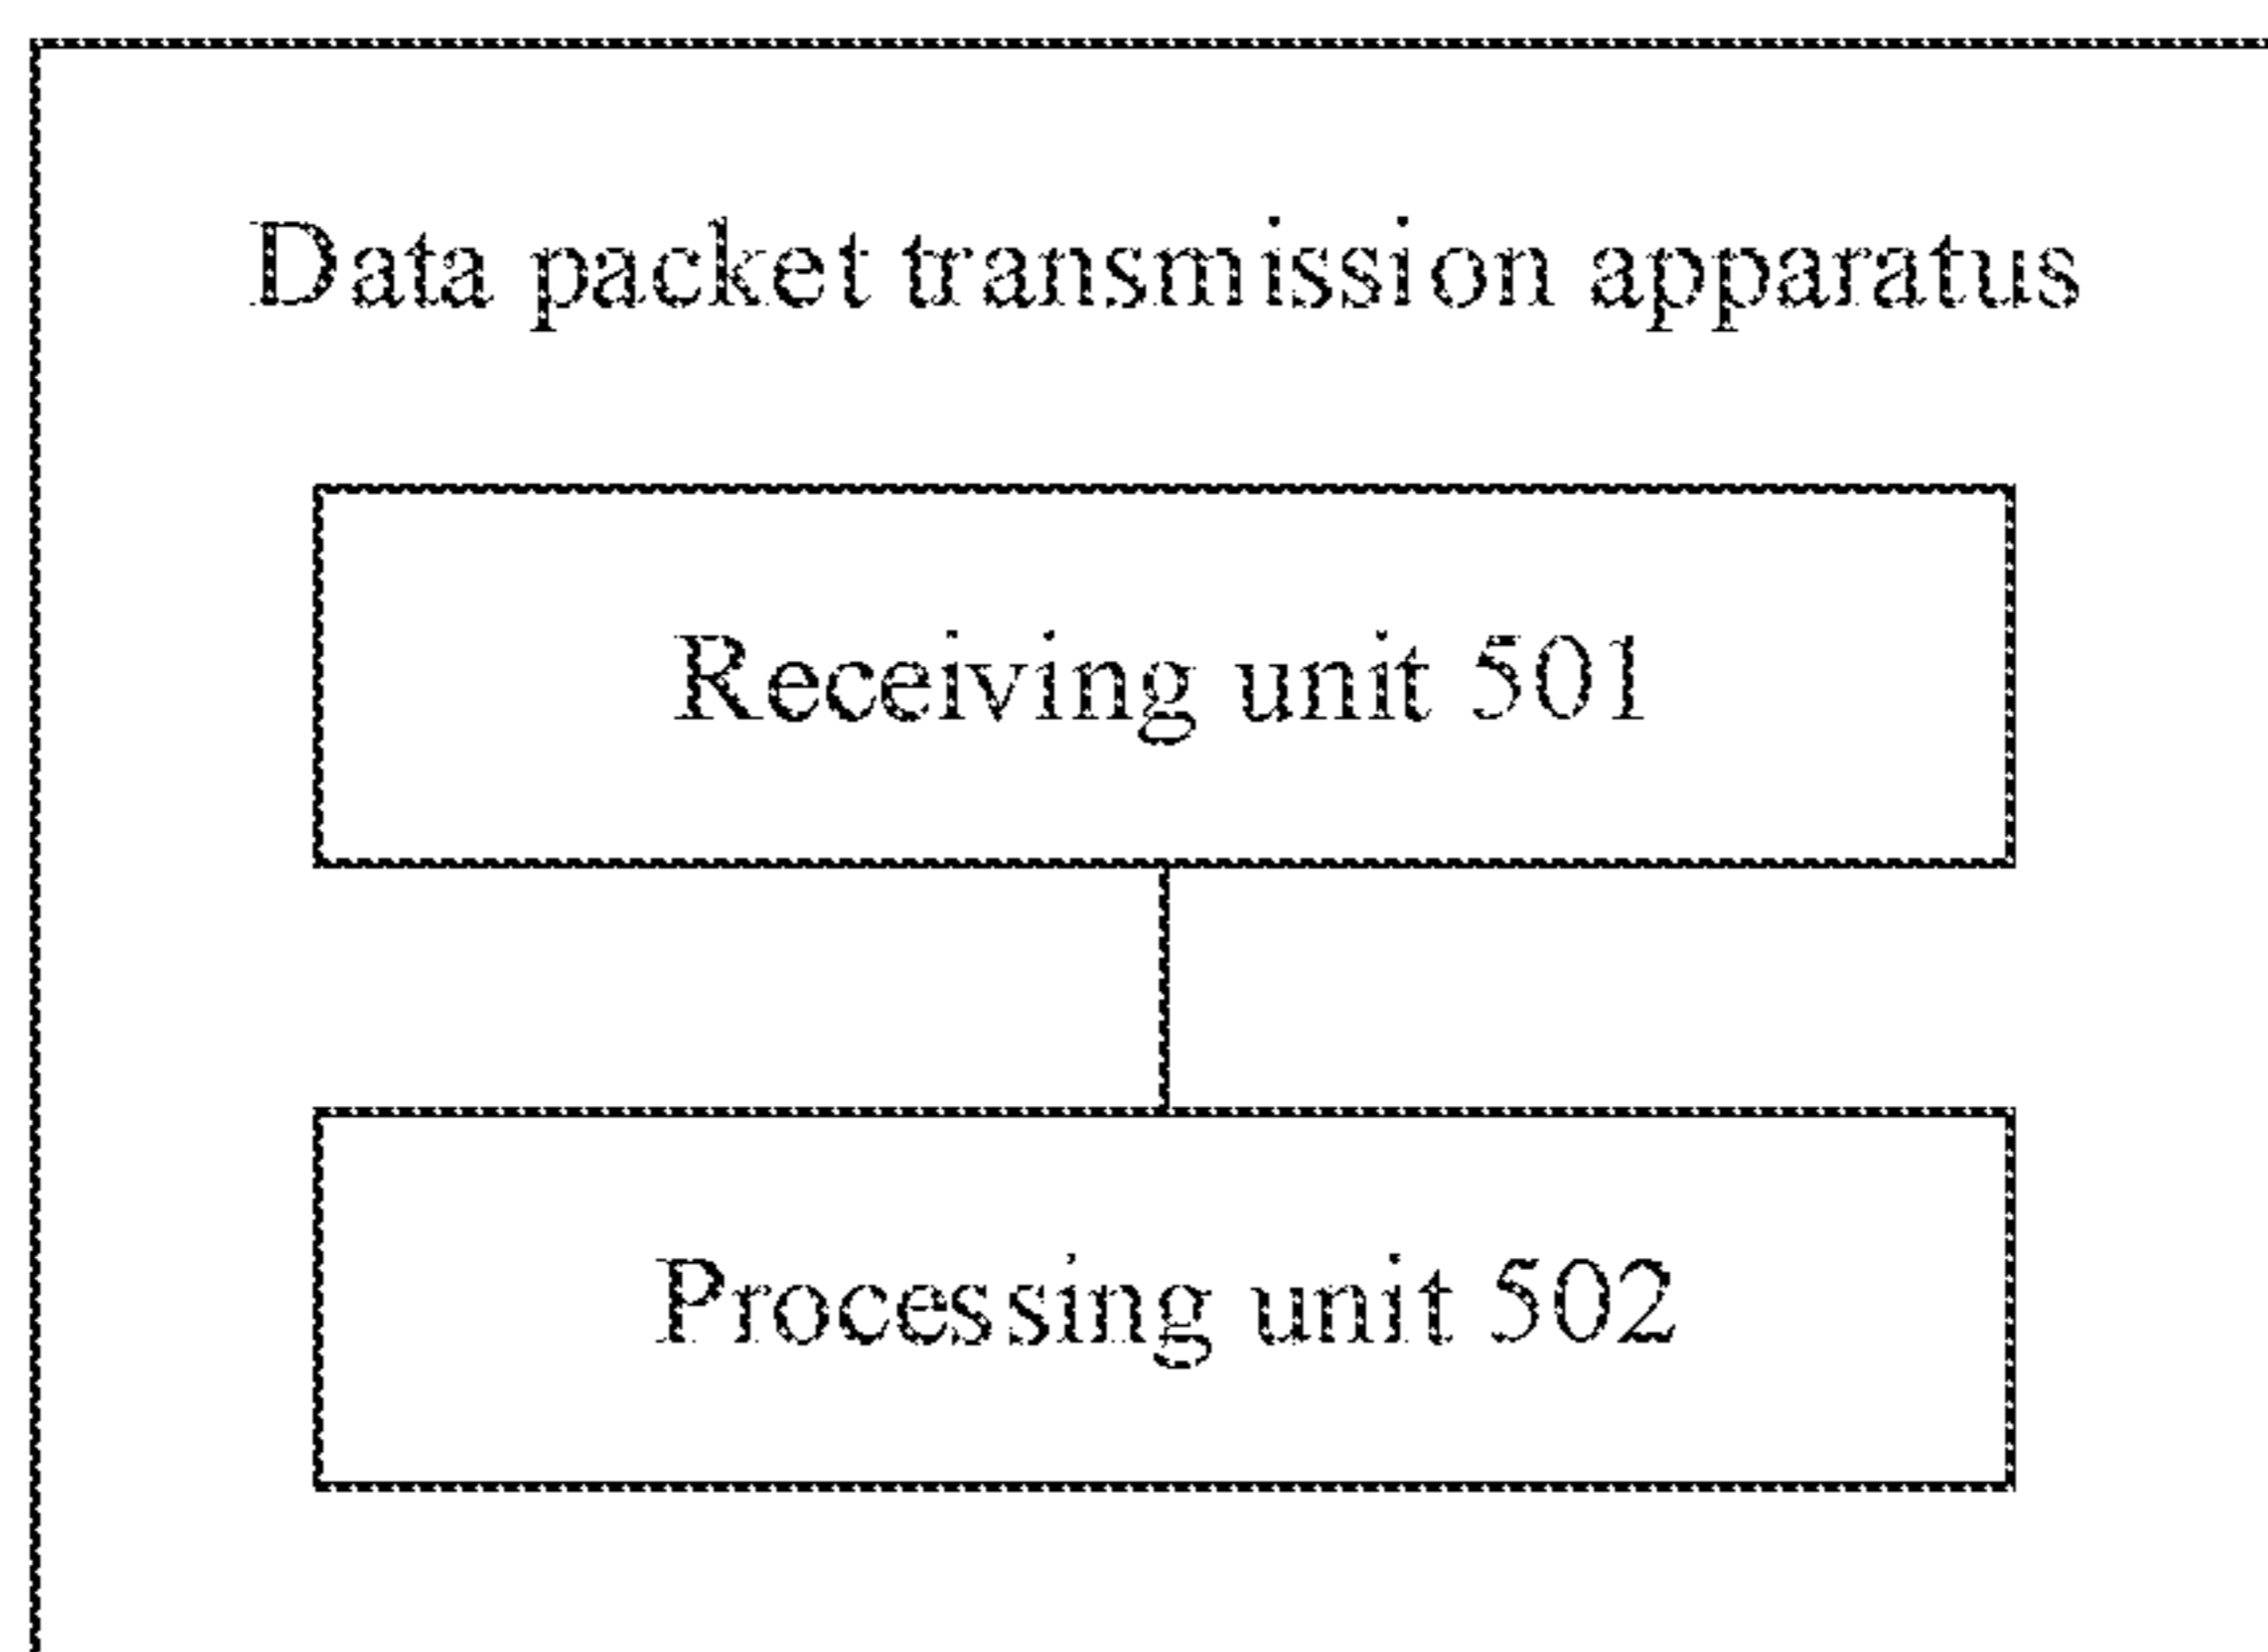 Data packet transmission apparatus
Receiving unit 501
Processing unit 502